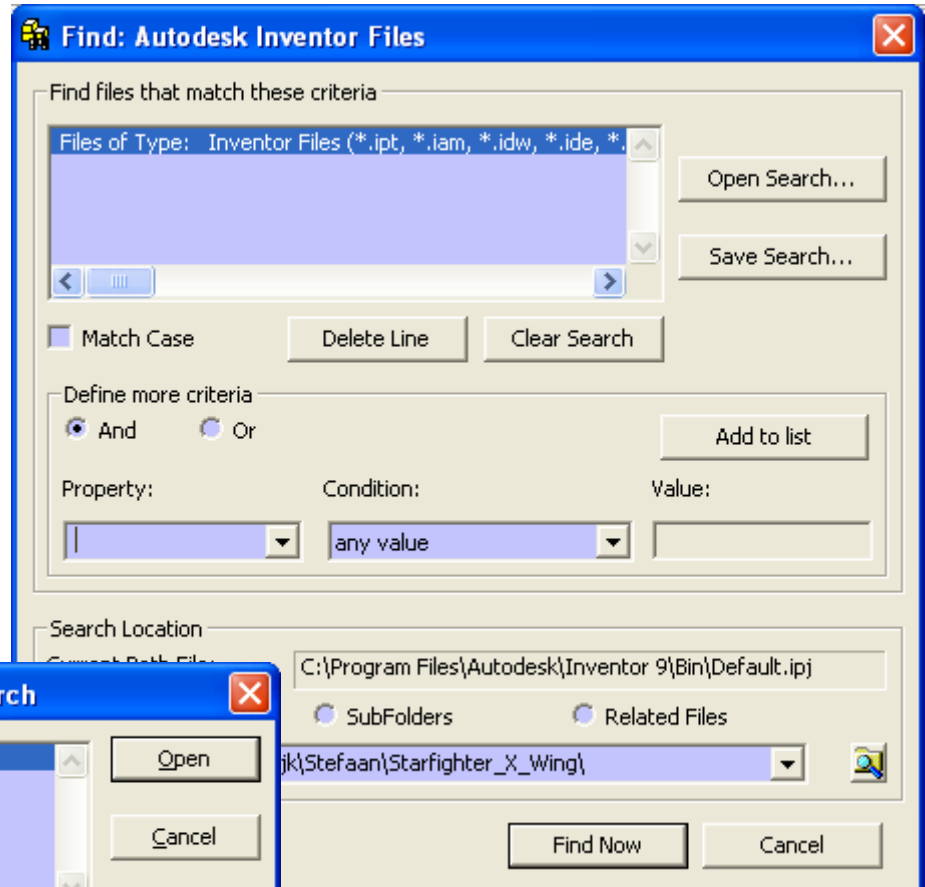 Find: Autodesk Inventor Files
Find files that match these criteria
Files of Type: Inventor Files (*.ipt, *.iam, *.idw, *.ide, *.
Open Search...
Save Search...
Match Case
Delete Line
Clear Search
Define more criteria
And
Or
Add to list
Property:
Condition:
Value:
any value
Search Location
C:\Program Files\Autodesk\Inventor 9\Bin\Default.ipj
rch
SubFolders
Related Files
Open
jk\Stefaan\Starfighter_X_Wing\
Cancel
Find Now
Cancel